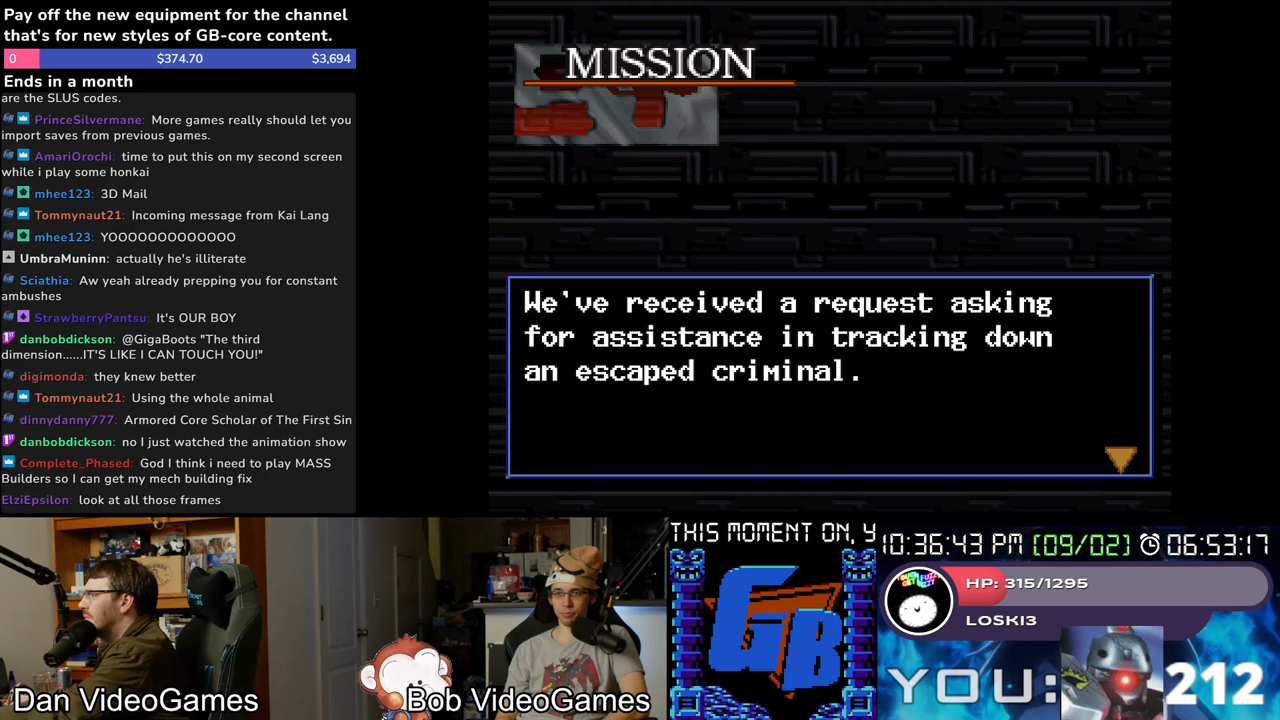 Pay off the new equipment for the channel
that's for new styles of GB-core content.
0 $374.70 $3,694
Ends in a month
are the SLUS codes.
PrinceSilvermane: More games really should let you
import saves from previous games.
AmariOrochi: time to put this on my second screen
while i play some honkai
mhee123: 3D Mail
Tommynaut21: Incoming message from Kai Lang
mhee123: YOOOOOOOOOOOOO
UmbraMuninn: actually he's illiterate
Sciathia: Aw yeah already prepping you for constant
ambushes
StrawberryPantsu: It's OUR BOY
danbobdickson: @GigaBoots "The third
dimension......IT'S LIKE I CAN TOUCH YOU!"
digimonda: they knew better
Tommynaut21: Using the whole animal
dinnydanny777: Armored Core Scholar of The First Sin
danbobdickson: no I just watched the animation show
Complete_Phased: God I think i need to play MASS
Builders so I can get my mech building fix
ElziEpsilon: look at all those frames
MISSION
We've received a request asking
for assistance in tracking down
an escaped criminal.
Dan VideoGames
Bob VideoGames
THIS MOMENT ON, Y
GB
10:36:43 PM [09/02] 06:53:17
HP: 315/1295
LOSKI3
YOU: 212